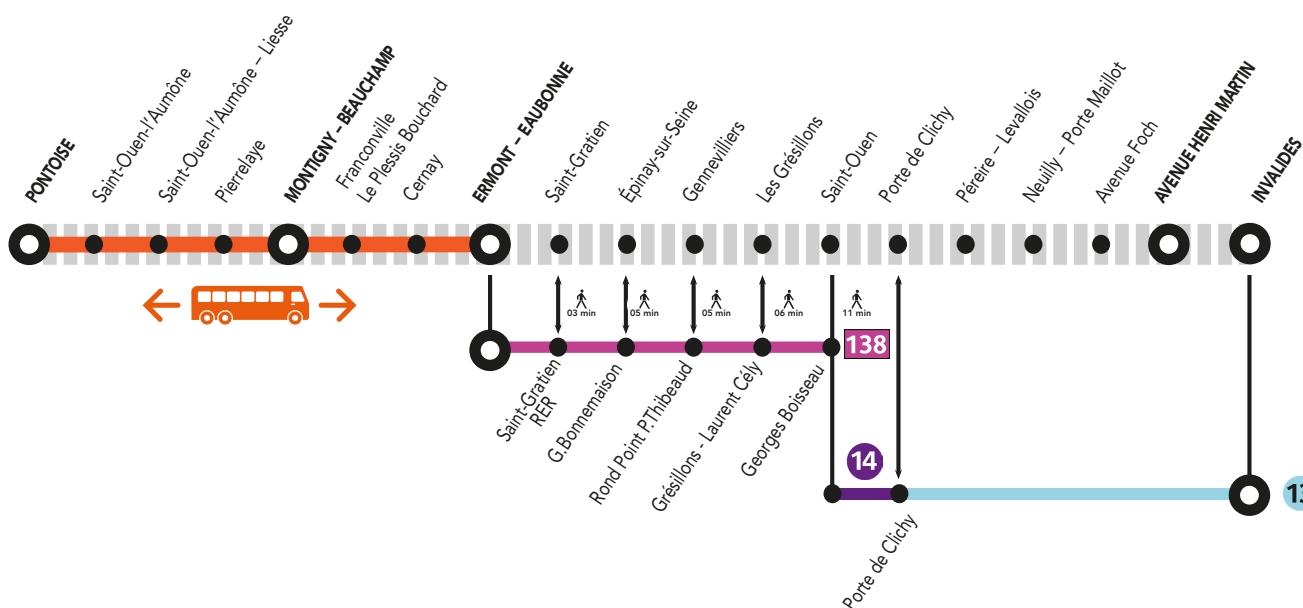 PONTOISE
Saint-Ouen-l'Aumône
Saint-Ouen-l'Aumône – Liesse
Pierrelaye
MONTIGNY – BEAUCHAMP
Franconville
Le Plessis Bouchard
Cernay
ERMONT – EAUBONNE
Saint-Gratien
Épinay-sur-Seine
Gennevilliers
Les Grésillons
Saint-Ouen
Porte de Clichy
Péreire – Levallois
Neuilly – Porte Maillot
Avenue Foch
AVENUE HENRI MARTIN
INVALIDES
03 min
05 min
05 min
06 min
11 min
138
Saint-Gratien
RER
G.Bonnemaison
Rond Point P.Thibeaud
Grésillons - Laurent Cély
Georges Boisseau
14
Porte de Clichy